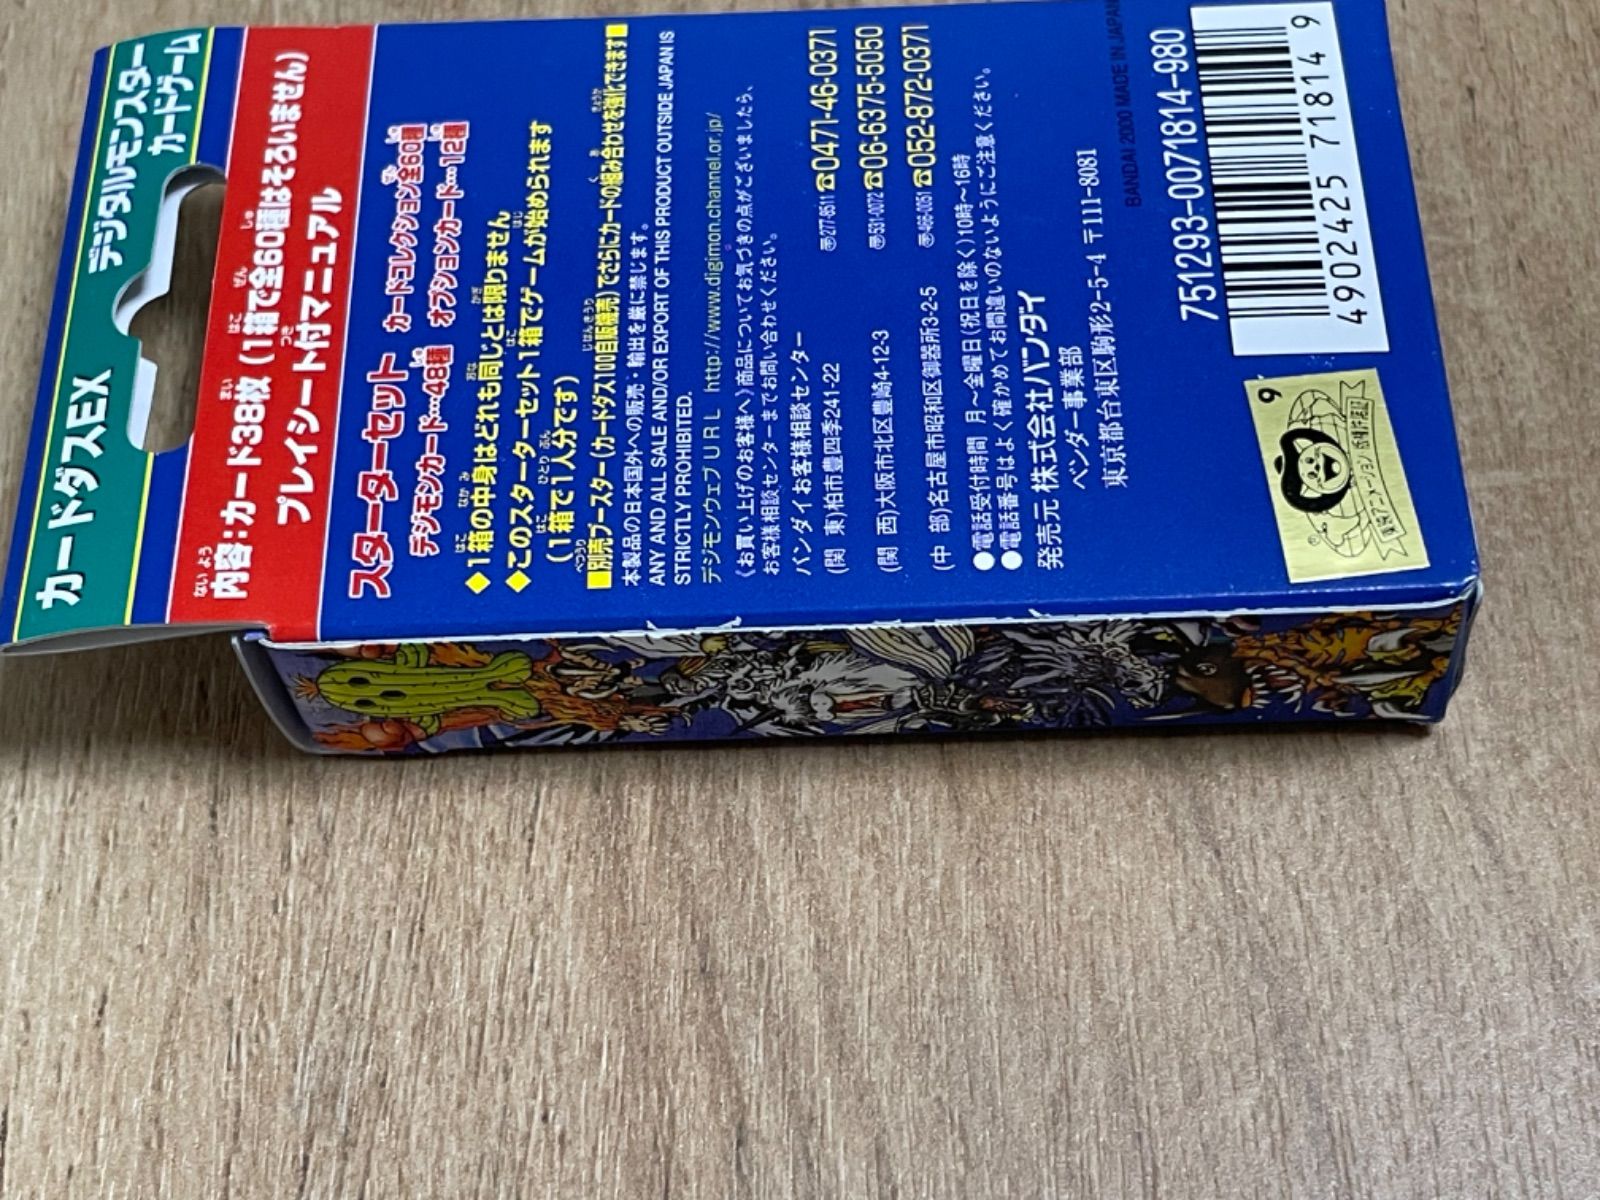 カードダスEX
デジタルモンスター
カードゲーム
内容:カード38枚(1箱で全60種はそろいません)
プレイシート付マニュアル
スターターセット
カードコレクション全60種
デジモンカード…48種
オプションカード…12種
◆1箱の中身はどれも同じとは限りません
◆このスターターセット1箱でゲームが始められます
(1箱で1人分です)
■別売ブースター(カードダス100自販機売)でさらにカードの組み合わせを強化できます■
本製品の日本国外への販売・輸出を厳に禁じます。
ANY AND ALL SALE AND/OR EXPORT OF THIS PRODUCT OUTSIDE JAPAN IS
STRICTLY PROHIBITED.
デジモンウェブURL http://www.digimon.channel.or.jp/
《お買い上げのお客様へ》商品についてお気づきの点がございましたら、
お客様相談センターまでお問い合わせください。
バンダイお客様相談センター
(関 東)柏市豊四季241-22 〒277-8511 ☎0471-46-0371
(関 西)大阪市北区豊崎4-12-3 〒531-0072 ☎06-6375-5050
(中 部)名古屋市昭和区御器所3-2-5 〒466-0051 ☎052-872-0371
●電話受付時間 月〜金曜日(祝日を除く)10時〜16時
●電話番号はよく確かめてお間違いのないようにご注意ください。
発売元 株式会社バンダイ
ベンダー事業部
東京都台東区駒形2-5-4 〒111-8081
BANDAI 2000 MADE IN JAPAN
751293-0071814-980
4 902425 718149
9
東映アニメーション